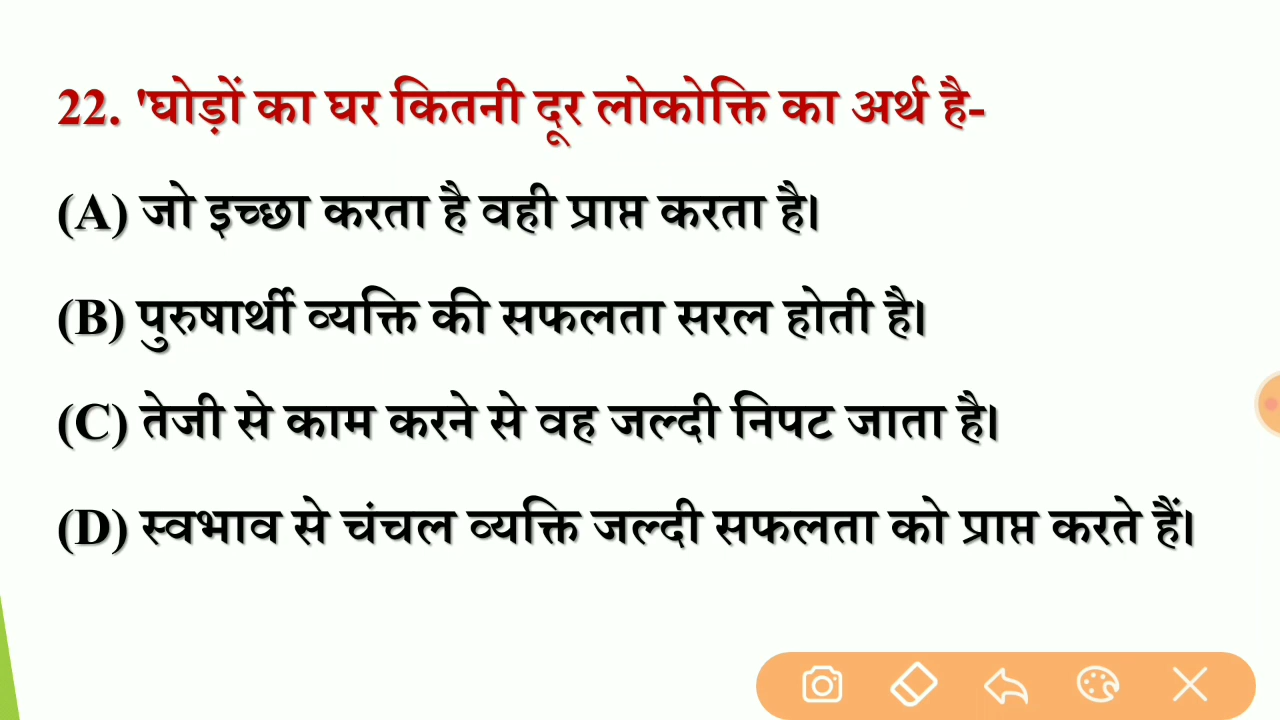 22. 'घोड़ों का घर कितनी दूर लोकोक्ति का अर्थ है-
(A) जो इच्छा करता है वही प्राप्त करता है।
(B) पुरुषार्थी व्यक्ति की सफलता सरल होती है।
(C) तेजी से काम करने से वह जल्दी निपट जाता है।
(D) स्वभाव से चंचल व्यक्ति जल्दी सफलता को प्राप्त करते हैं।